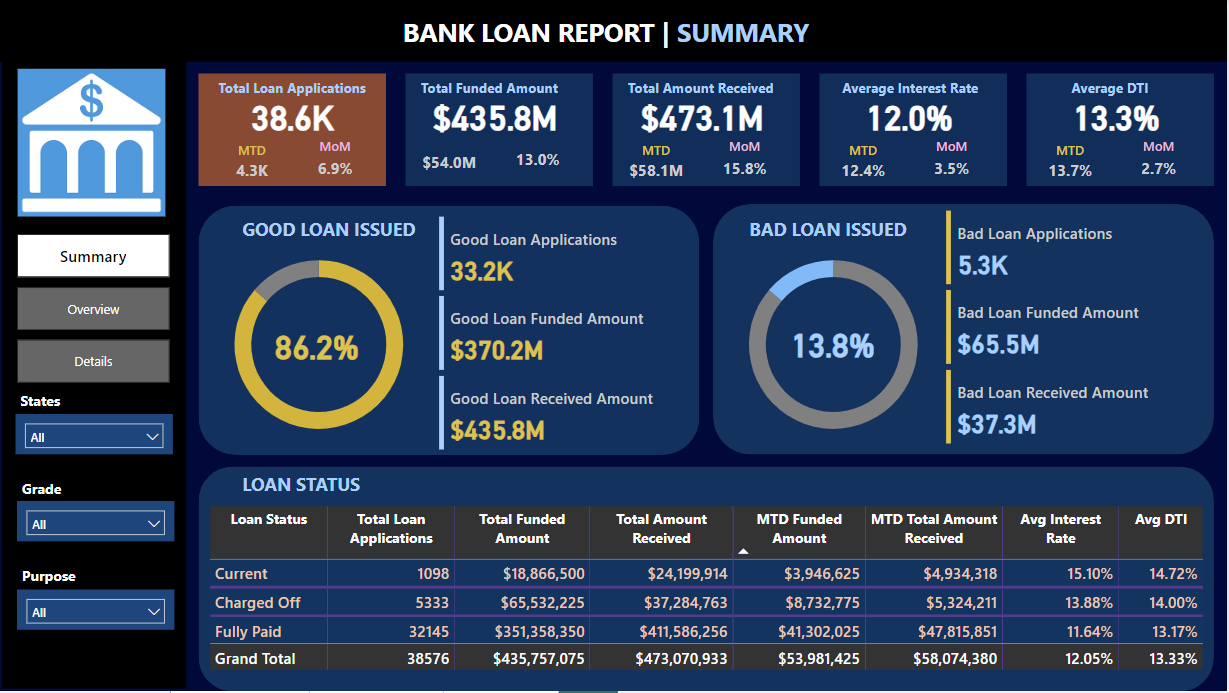 BANK LOAN REPORT | SUMMARY
$
Summary
Overview
Details
States
All
Grade
All
Purpose
All
Total Loan Applications
38.6K
MTD MoM
4.3K 6.9%
Total Funded Amount
$435.8M
$54.0M 13.0%
Total Amount Received
$473.1M
MTD MoM
$58.1M 15.8%
Average Interest Rate
12.0%
MTD MoM
12.4% 3.5%
Average DTI
13.3%
MTD MoM
13.7% 2.7%
GOOD LOAN ISSUED
86.2%
Good Loan Applications
33.2K
Good Loan Funded Amount
$370.2M
Good Loan Received Amount
$435.8M
BAD LOAN ISSUED
13.8%
Bad Loan Applications
5.3K
Bad Loan Funded Amount
$65.5M
Bad Loan Received Amount
$37.3M
LOAN STATUS
Loan Status Total Loan Applications Total Funded Amount Total Amount Received MTD Funded Amount MTD Total Amount Received Avg Interest Rate Avg DTI
Current 1098 $18,866,500 $24,199,914 $3,946,625 $4,934,318 15.10% 14.72%
Charged Off 5333 $65,532,225 $37,284,763 $8,732,775 $5,324,211 13.88% 14.00%
Fully Paid 32145 $351,358,350 $411,586,256 $41,302,025 $47,815,851 11.64% 13.17%
Grand Total 38576 $435,757,075 $473,070,933 $53,981,425 $58,074,380 12.05% 13.33%